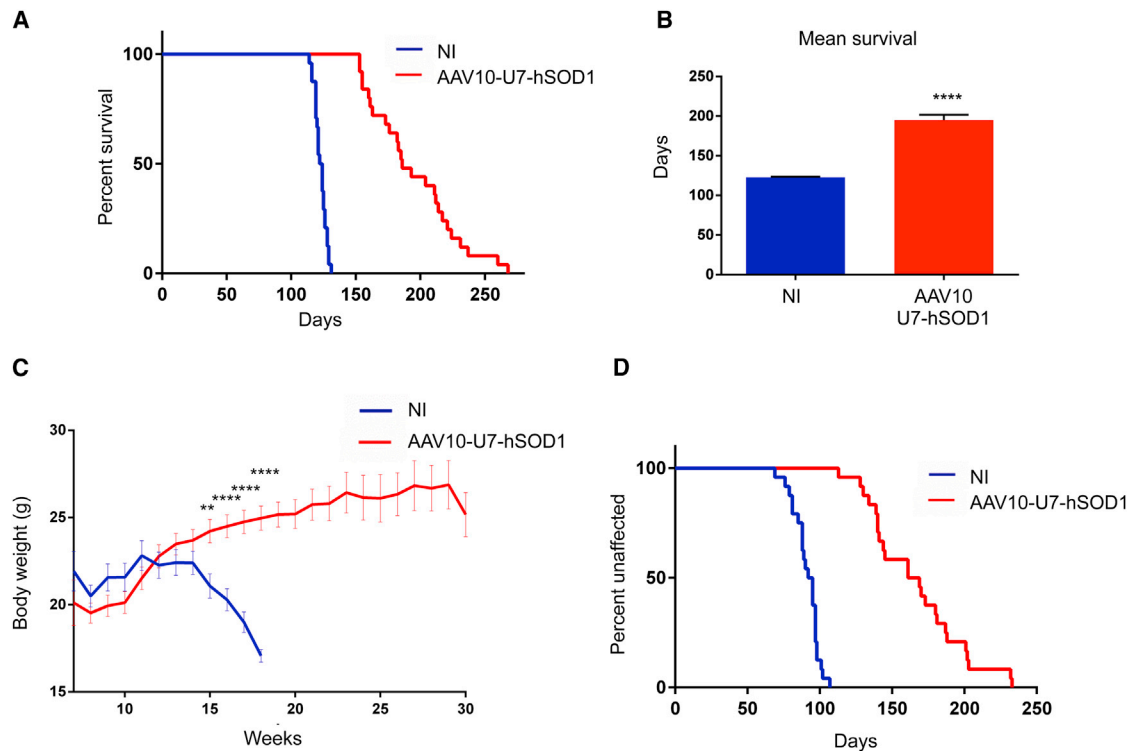 A
NI
AAV10-U7-hSOD1
100
50
0
Percent survival
0 50 100 150 200 250
Days
B
Mean survival
****
250
200
150
100
50
0
Days
NI
AAV10
U7-hSOD1
C
NI
AAV10-U7-hSOD1
30
25
20
15
Body weight (g)
**
****
****
****
10 15 20 25 30
Weeks
D
NI
AAV10-U7-hSOD1
100
50
0
Percent unaffected
0 50 100 150 200 250
Days